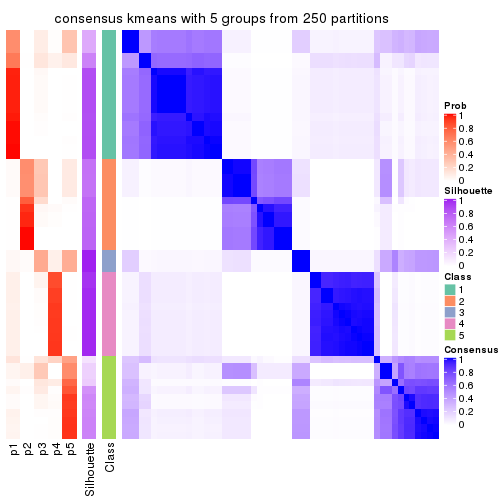 consensus kmeans with 5 groups from 250 partitions
Prob
1
0.8
0.6
0.4
0.2
0
Silhouette
1
0.8
0.6
0.4
0.2
0
Class
1
2
3
4
5
Consensus
1
0.8
0.6
0.4
0.2
0
p1
p2
p3
p4
p5
Silhouette
Class